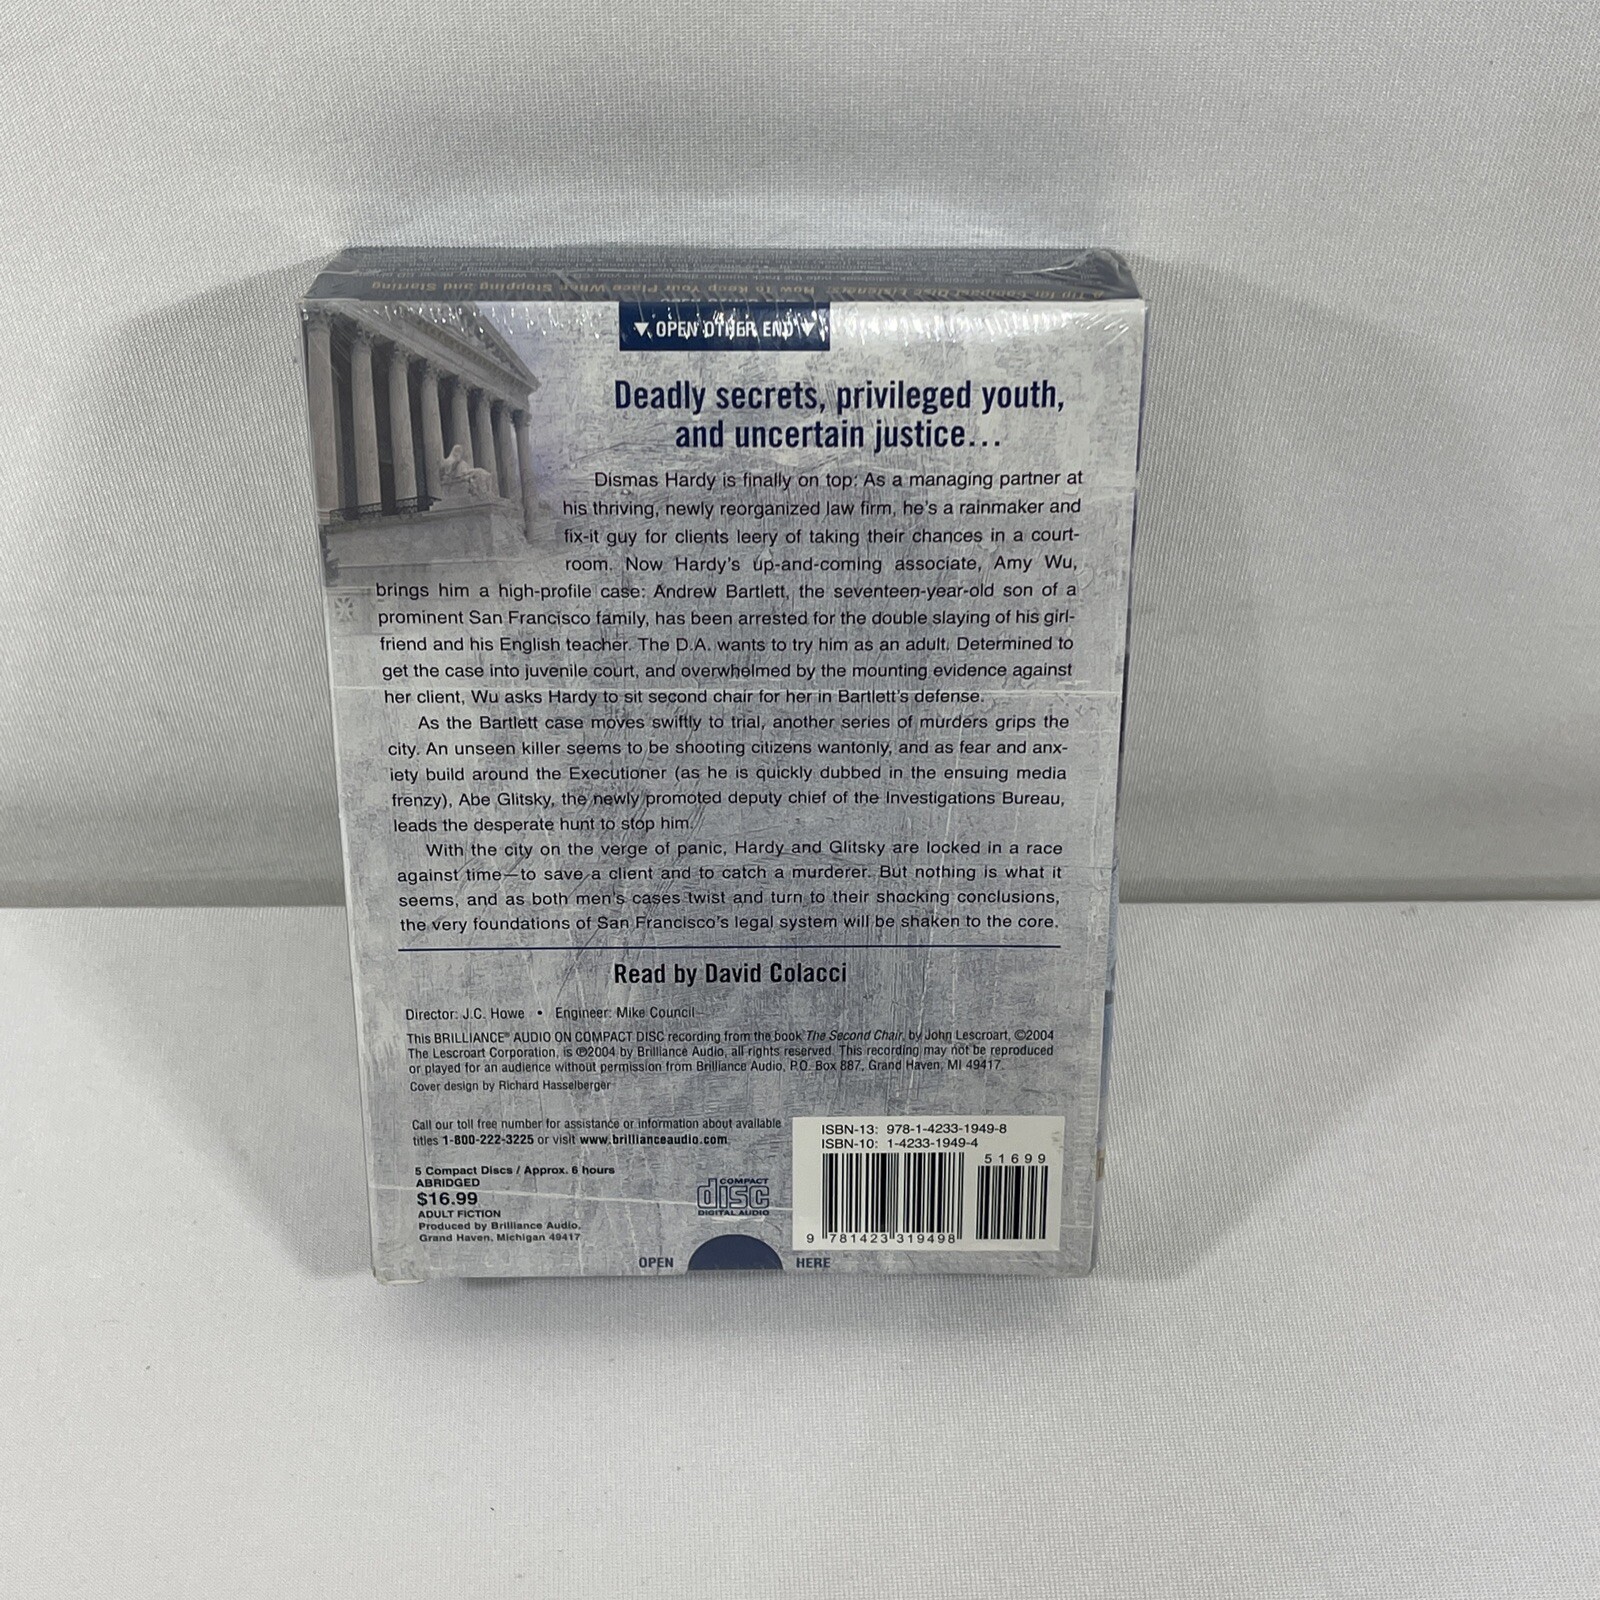 A Tip for Compact Disc Listeners: How to Keep Your Place When Stopping and Starting
▼ OPEN OTHER END ▼
Deadly secrets, privileged youth,
and uncertain justice…
Dismas Hardy is finally on top: As a managing partner at
his thriving, newly reorganized law firm, he's a rainmaker and
fix-it guy for clients leery of taking their chances in a court-
room. Now Hardy's up-and-coming associate, Amy Wu,
brings him a high-profile case: Andrew Bartlett, the seventeen-year-old son of a
prominent San Francisco family, has been arrested for the double slaying of his girl-
friend and his English teacher. The D.A. wants to try him as an adult. Determined to
get the case into juvenile court, and overwhelmed by the mounting evidence against
her client, Wu asks Hardy to sit second chair for her in Bartlett's defense.
As the Bartlett case moves swiftly to trial, another series of murders grips the
city. An unseen killer seems to be shooting citizens wantonly, and as fear and anx-
iety build around the Executioner (as he is quickly dubbed in the ensuing media
frenzy), Abe Glitsky, the newly promoted deputy chief of the Investigations Bureau,
leads the desperate hunt to stop him.
With the city on the verge of panic, Hardy and Glitsky are locked in a race
against time—to save a client and to catch a murderer. But nothing is what it
seems, and as both men's cases twist and turn to their shocking conclusions,
the very foundations of San Francisco's legal system will be shaken to the core.
Read by David Colacci
Director: J.C. Howe • Engineer: Mike Council
This BRILLIANCE® AUDIO ON COMPACT DISC recording from the book The Second Chair, by John Lescroart, ©2004
The Lescroart Corporation, is ℗2004 by Brilliance Audio, all rights reserved. This recording may not be reproduced
or played for an audience without permission from Brilliance Audio, P.O. Box 887, Grand Haven, MI 49417.
Cover design by Richard Hasselberger
Call our toll free number for assistance or information about available
titles 1-800-222-3225 or visit www.brillianceaudio.com.
5 Compact Discs / Approx. 6 hours
ABRIDGED
$16.99
ADULT FICTION
Produced by Brilliance Audio,
Grand Haven, Michigan 49417
COMPACT
disc
DIGITAL AUDIO
ISBN-13: 978-1-4233-1949-8
ISBN-10: 1-4233-1949-4
51699
9 781423 319498
OPEN HERE